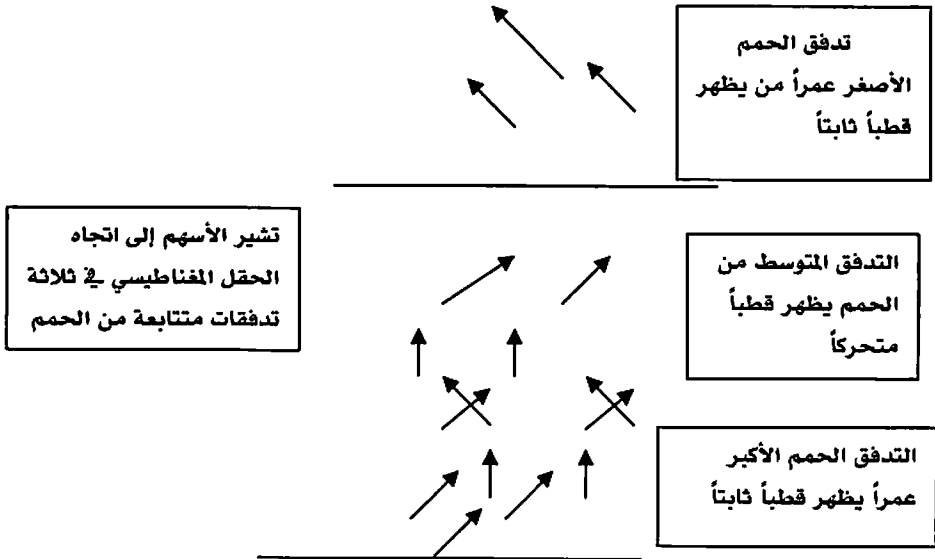 تدفق الحمم
الأصغر عمراً من يظهر
قطباً ثابتاً
تشير الأسهم إلى اتجاه
الحقل المغناطيسي في ثلاثة
تدفقات متتابعة من الحمم
التدفق المتوسط من
الحمم يظهر قطباً
متحركاً
التدفق الحمم الأكبر
عمراً يظهر قطباً ثابتاً